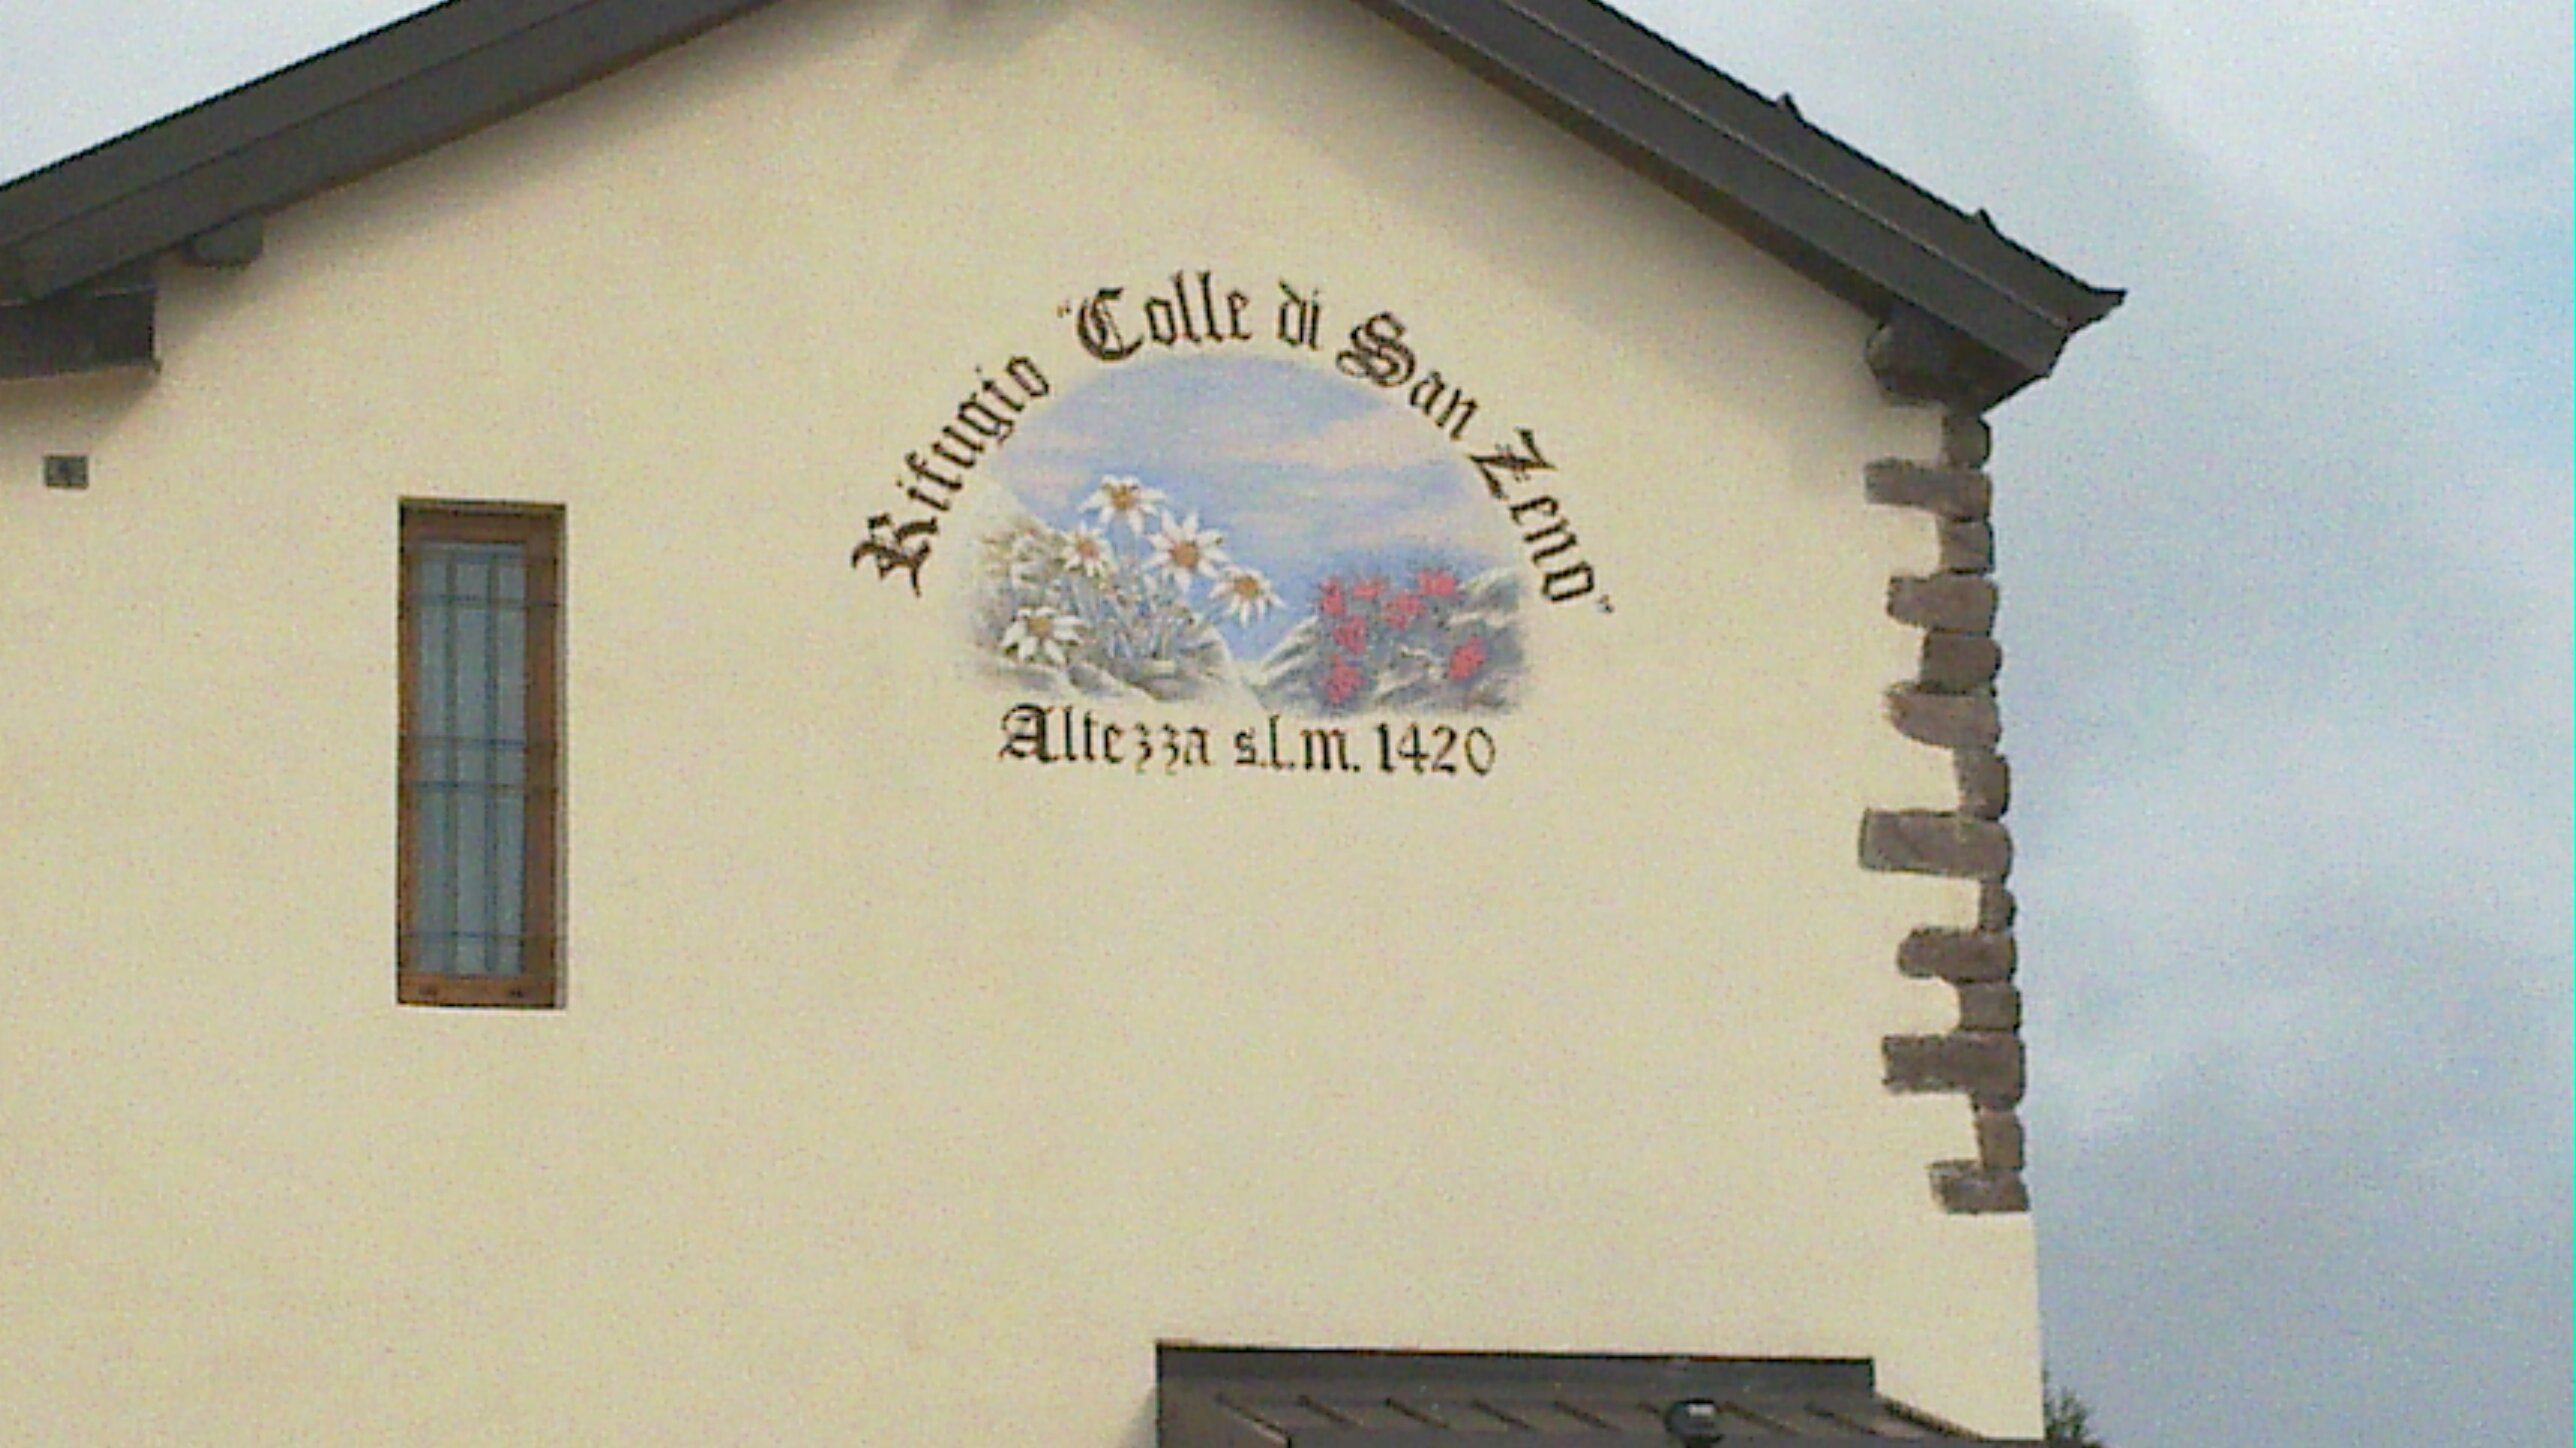 Rifugio "Colle di San Zeno"
Altezza s.l.m. 1420